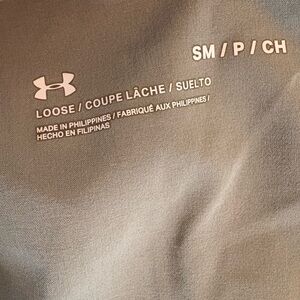 SM / P / CH
LOOSE / COUPE LÂCHE / SUELTO
MADE IN PHILIPPINES / FABRIQUÉ AUX PHILIPPINES /
HECHO EN FILIPINAS